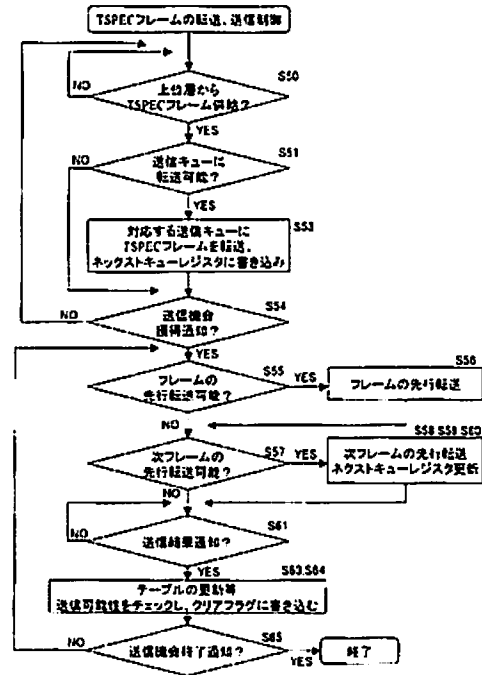 TSPECフレームの転送、送信制御
S50
NO
上位層から
TSPECフレーム供給？
YES
S51
NO
送信キューに
転送可能？
YES
S53
対応する送信キューに
TSPECフレームを転送、
ネックストキューレジスタに書き込み
S54
NO
送信機会
獲得通知？
YES
S55
フレームの
先行転送可能？
YES
S56
フレームの先行転送
NO
S57
次フレームの
先行転送可能？
YES
S58 S59 S60
次フレームの先行転送
ネクストキューレジスタ更新
NO
S61
NO
送信結果通知？
YES
S63,S64
テーブルの更新等
送信可能性をチェックし、クリアフラグに書き込む
S65
NO
送信機会終了通知？
YES
終了